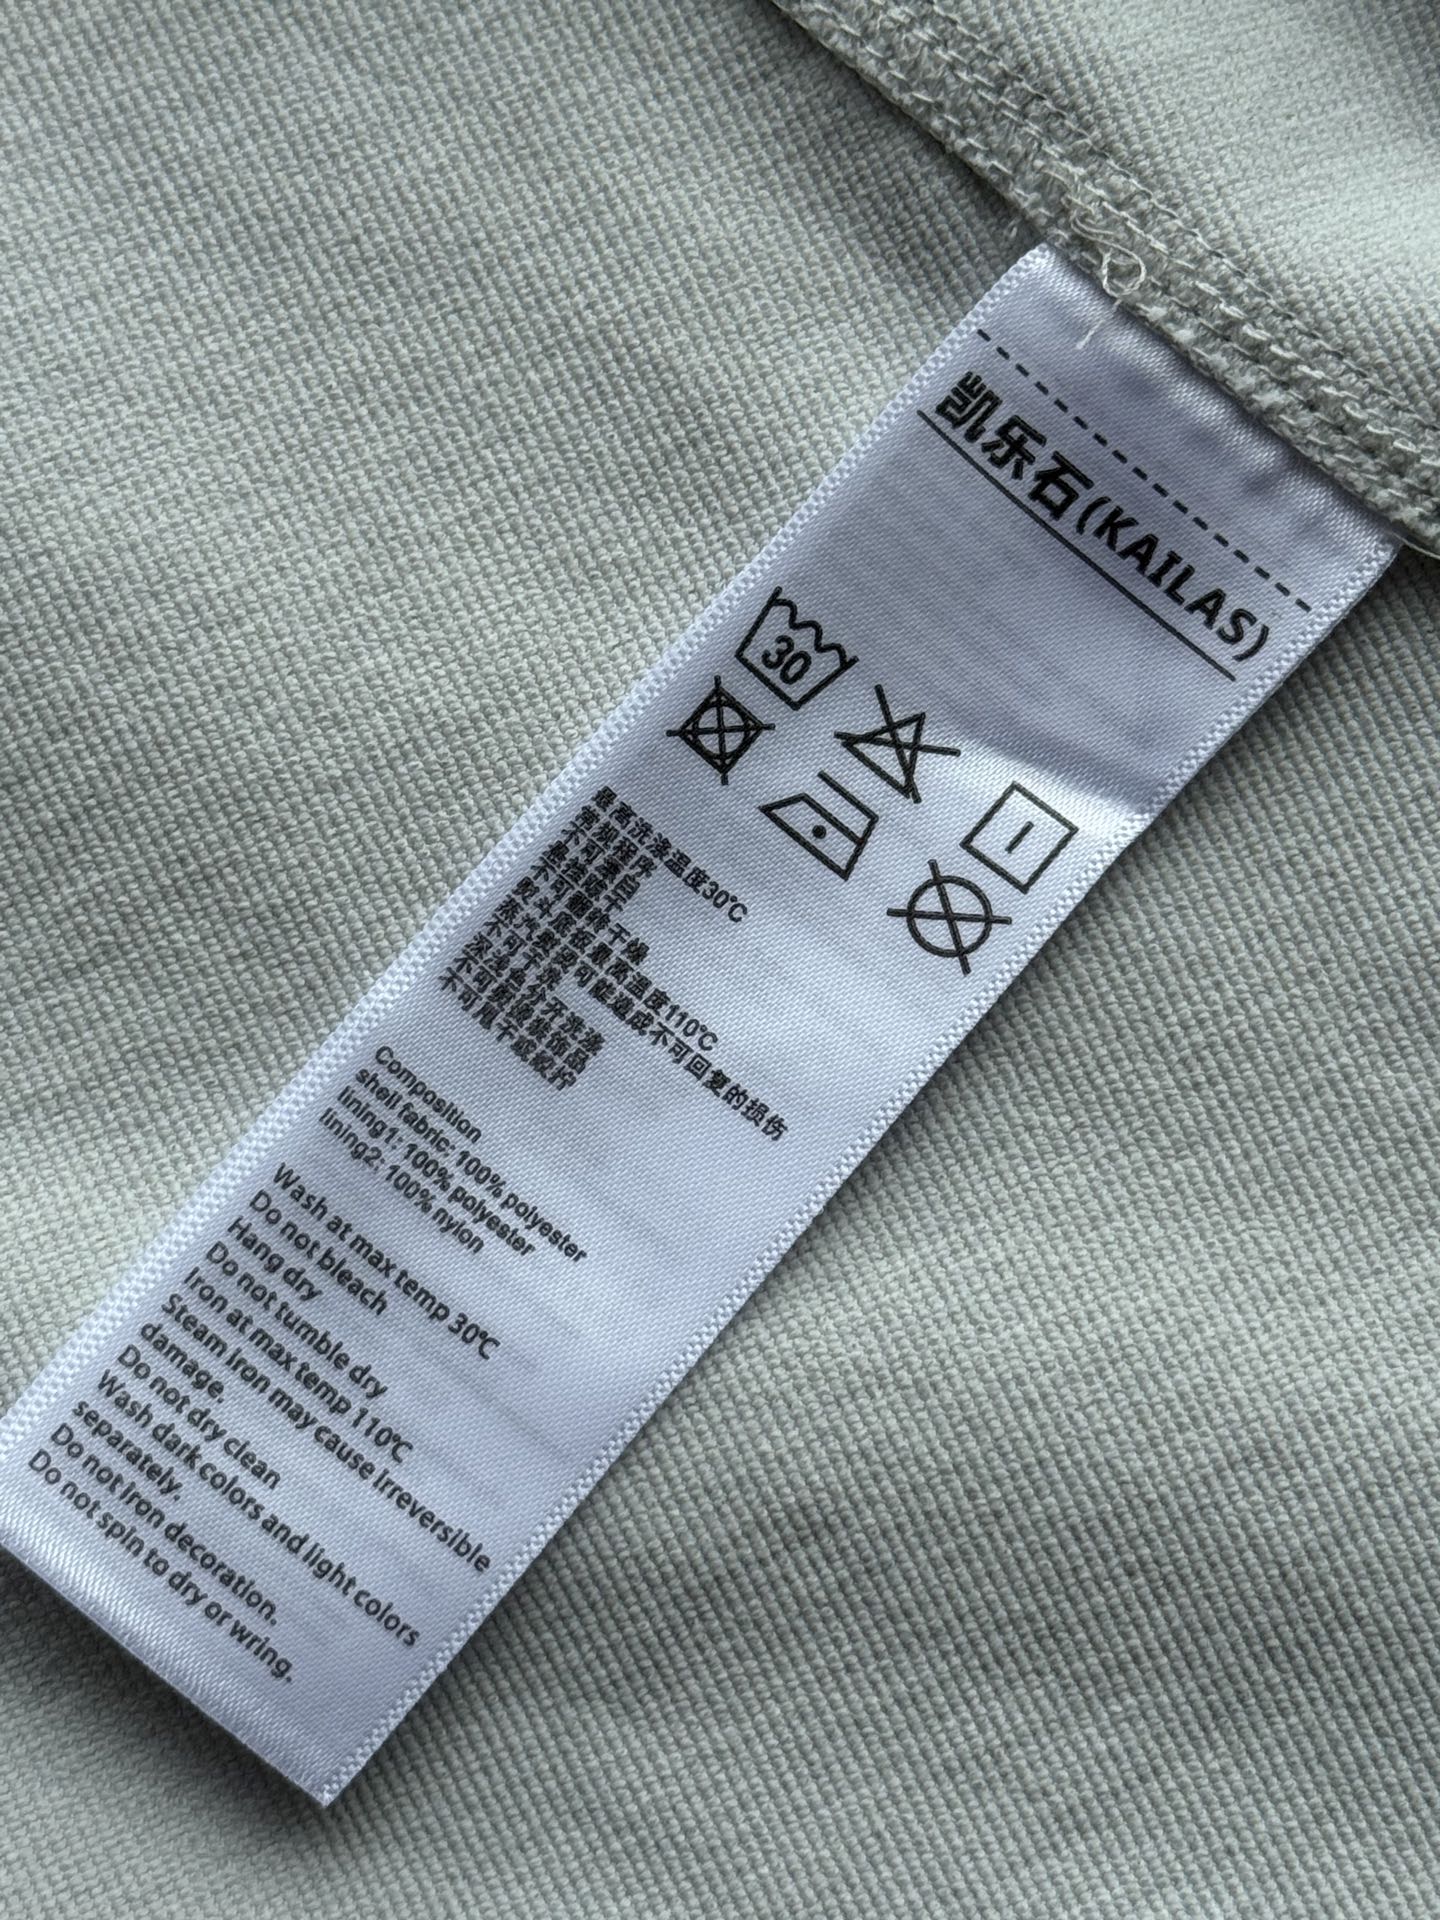 凯乐石(KAILAS)
30
最高洗涤温度30℃
常规程序
不可漂白
悬挂晾干
不可翻转干燥
熨斗底板最高温度110℃
蒸汽熨烫可能造成不可回复的损伤
不可干洗
深浅色分开洗涤
不可熨烫装饰品
不可甩干或绞拧
Composition
shell fabric: 100% polyester
lining1: 100% polyester
lining2: 100% nylon
Wash at max temp 30℃
Do not bleach
Hang dry
Do not tumble dry
Iron at max temp 110℃
Steam iron may cause irreversible
damage.
Do not dry clean
Wash dark colors and light colors
separately.
Do not iron decoration.
Do not spin to dry or wring.